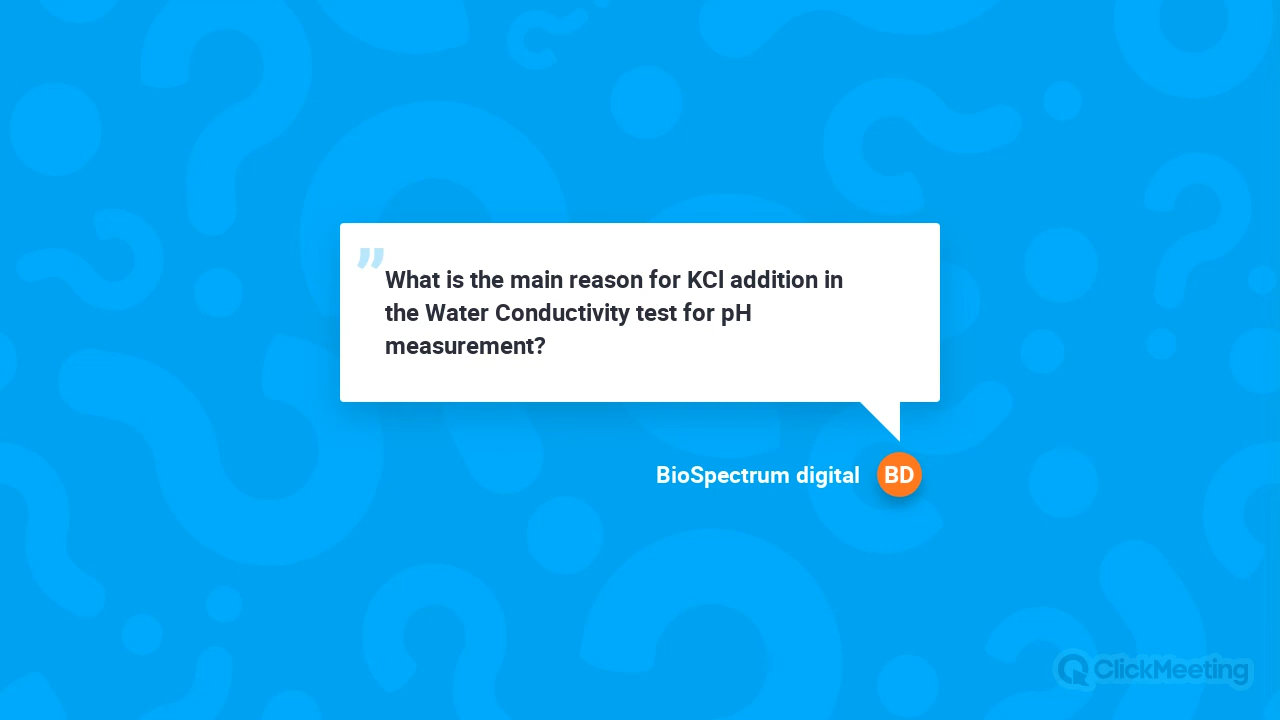 ”
What is the main reason for KCl addition in
the Water Conductivity test for pH
measurement?
BioSpectrum digital
BD
ClickMeeting